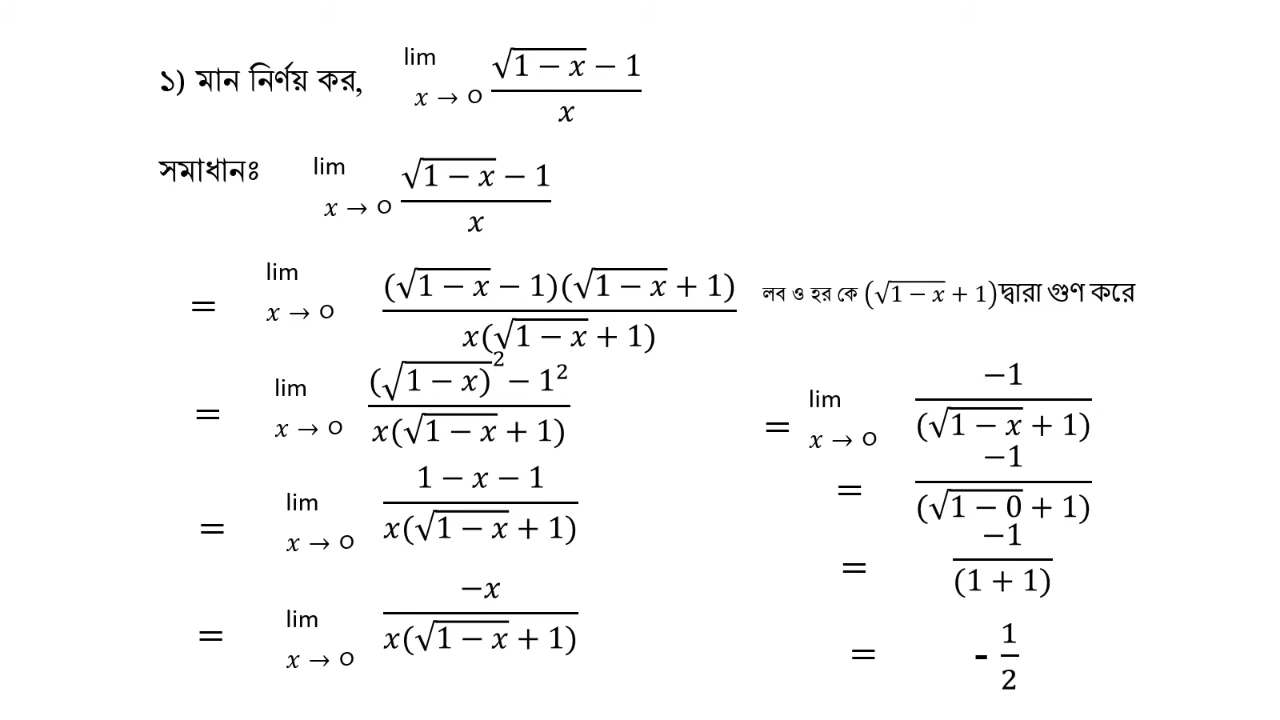 ১) মান নির্ণয় কর, lim x → ০ (√(1 − x) − 1)/x
সমাধানঃ lim x → ০ (√(1 − x) − 1)/x
= lim x → ০ ((√(1 − x) − 1)(√(1 − x) + 1))/(x(√(1 − x) + 1)) লব ও হর কে (√(1 − x) + 1)দ্বারা গুণ করে
= lim x → ০ ((√(1 − x))² − 1²)/(x(√(1 − x) + 1))
= lim x → ০ (1 − x − 1)/(x(√(1 − x) + 1))
= lim x → ০ (−x)/(x(√(1 − x) + 1))
= lim x → ০ (−1)/((√(1 − x) + 1))
= (−1)/((√(1 − 0) + 1))
= (−1)/((1 + 1))
= - 1/2